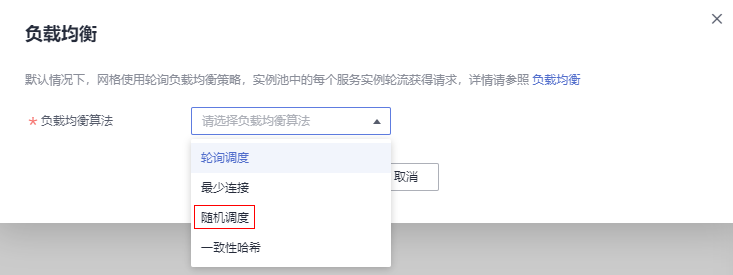 负载均衡
默认情况下，网格使用轮询负载均衡策略，实例池中的每个服务实例轮流获得请求，详情请参照 负载均衡
* 负载均衡算法 请选择负载均衡算法
轮询调度
取消
最少连接
随机调度
一致性哈希